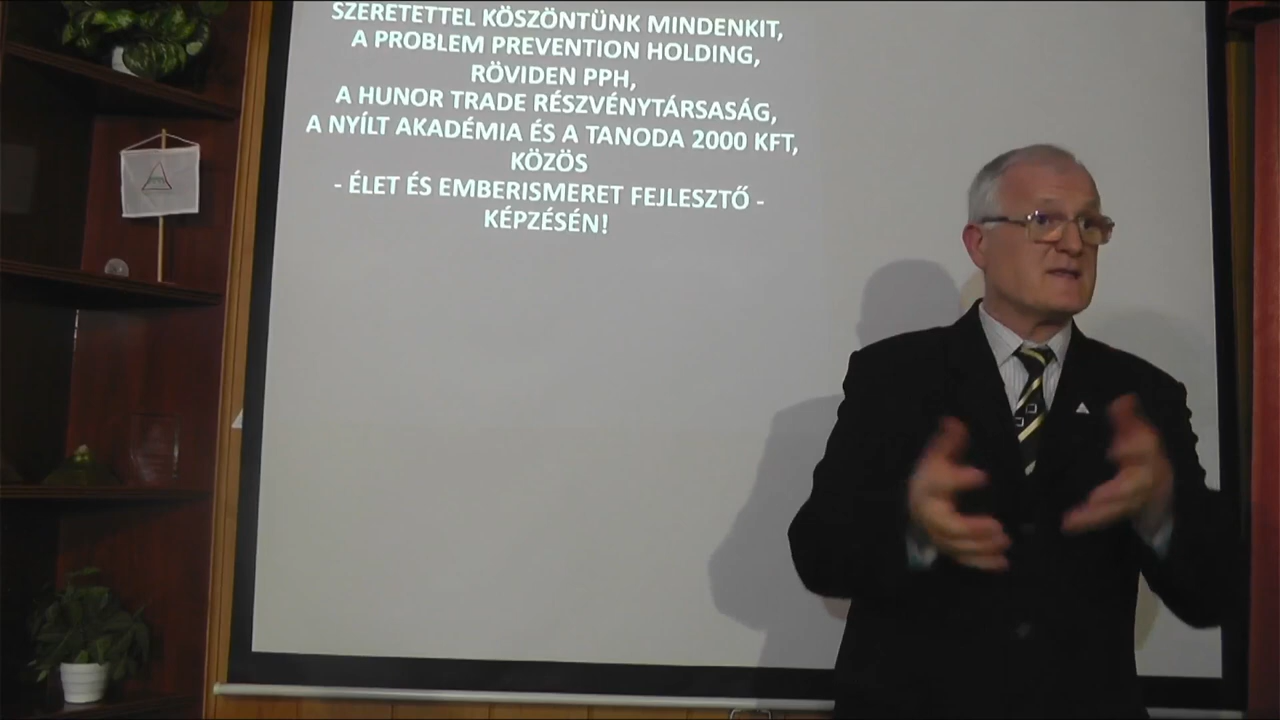 SZERETETTEL KÖSZÖNTÜNK MINDENKIT,
A PROBLEM PREVENTION HOLDING,
RÖVIDEN PPH,
A HUNOR TRADE RÉSZVÉNYTÁRSASÁG,
A NYÍLT AKADÉMIA ÉS A TANODA 2000 KFT,
KÖZÖS
- ÉLET ÉS EMBERISMERET FEJLESZTŐ -
KÉPZÉSÉN!